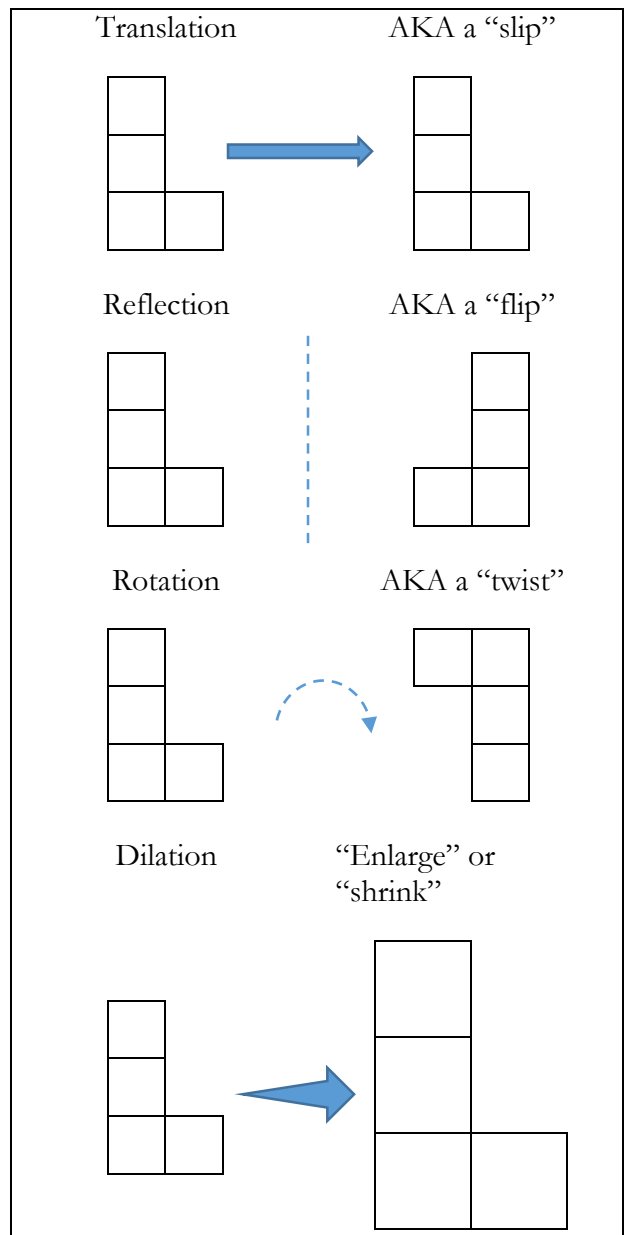 Translation AKA a “slip”
Reflection AKA a “flip”
Rotation AKA a “twist”
Dilation “Enlarge” or
“shrink”